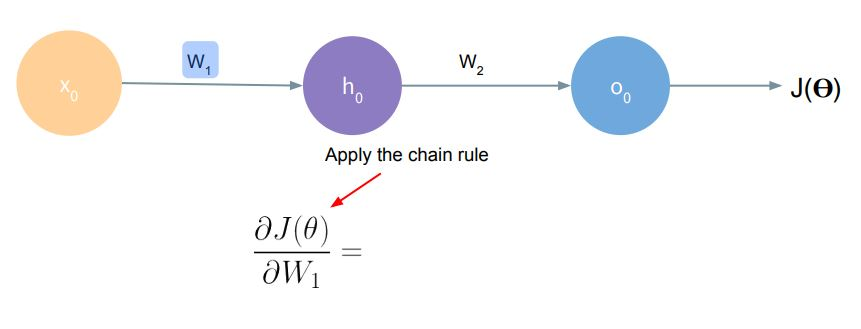 x₀ W₁ h₀ W₂ o₀ J(Θ)
Apply the chain rule
∂J(θ)
∂W₁ =